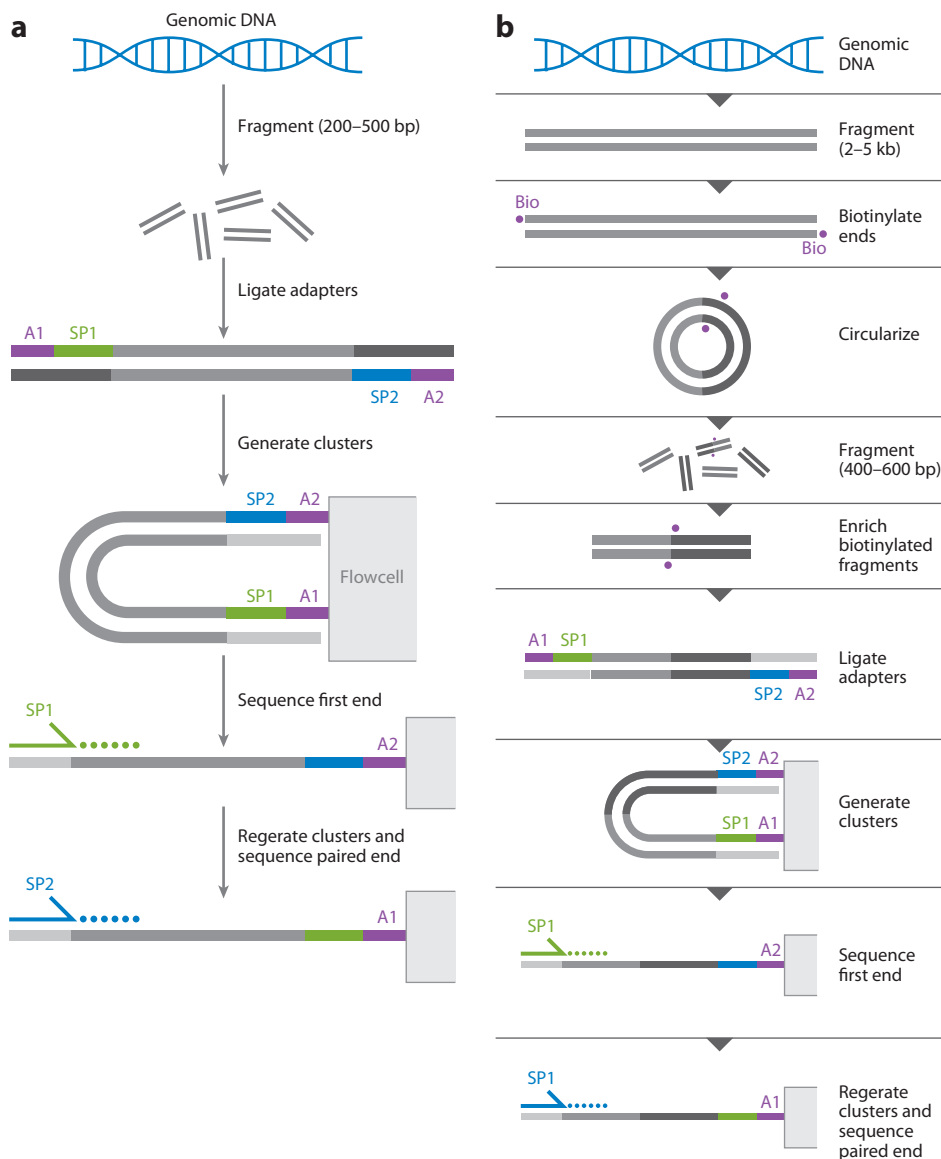 a
Genomic DNA
Fragment (200–500 bp)
Ligate adapters
A1 SP1
SP2 A2
Generate clusters
SP2 A2
Flowcell
SP1 A1
Sequence first end
SP1
A2
Regerate clusters and
sequence paired end
SP2
A1
b
Genomic
DNA
Fragment
(2–5 kb)
Bio
Biotinylate
ends
Bio
Circularize
Fragment
(400–600 bp)
Enrich
biotinylated
fragments
A1 SP1
Ligate
adapters
SP2 A2
SP2 A2
Generate
clusters
SP1 A1
SP1
A2
Sequence
first end
SP1
A1
Regerate
clusters and
sequence
paired end